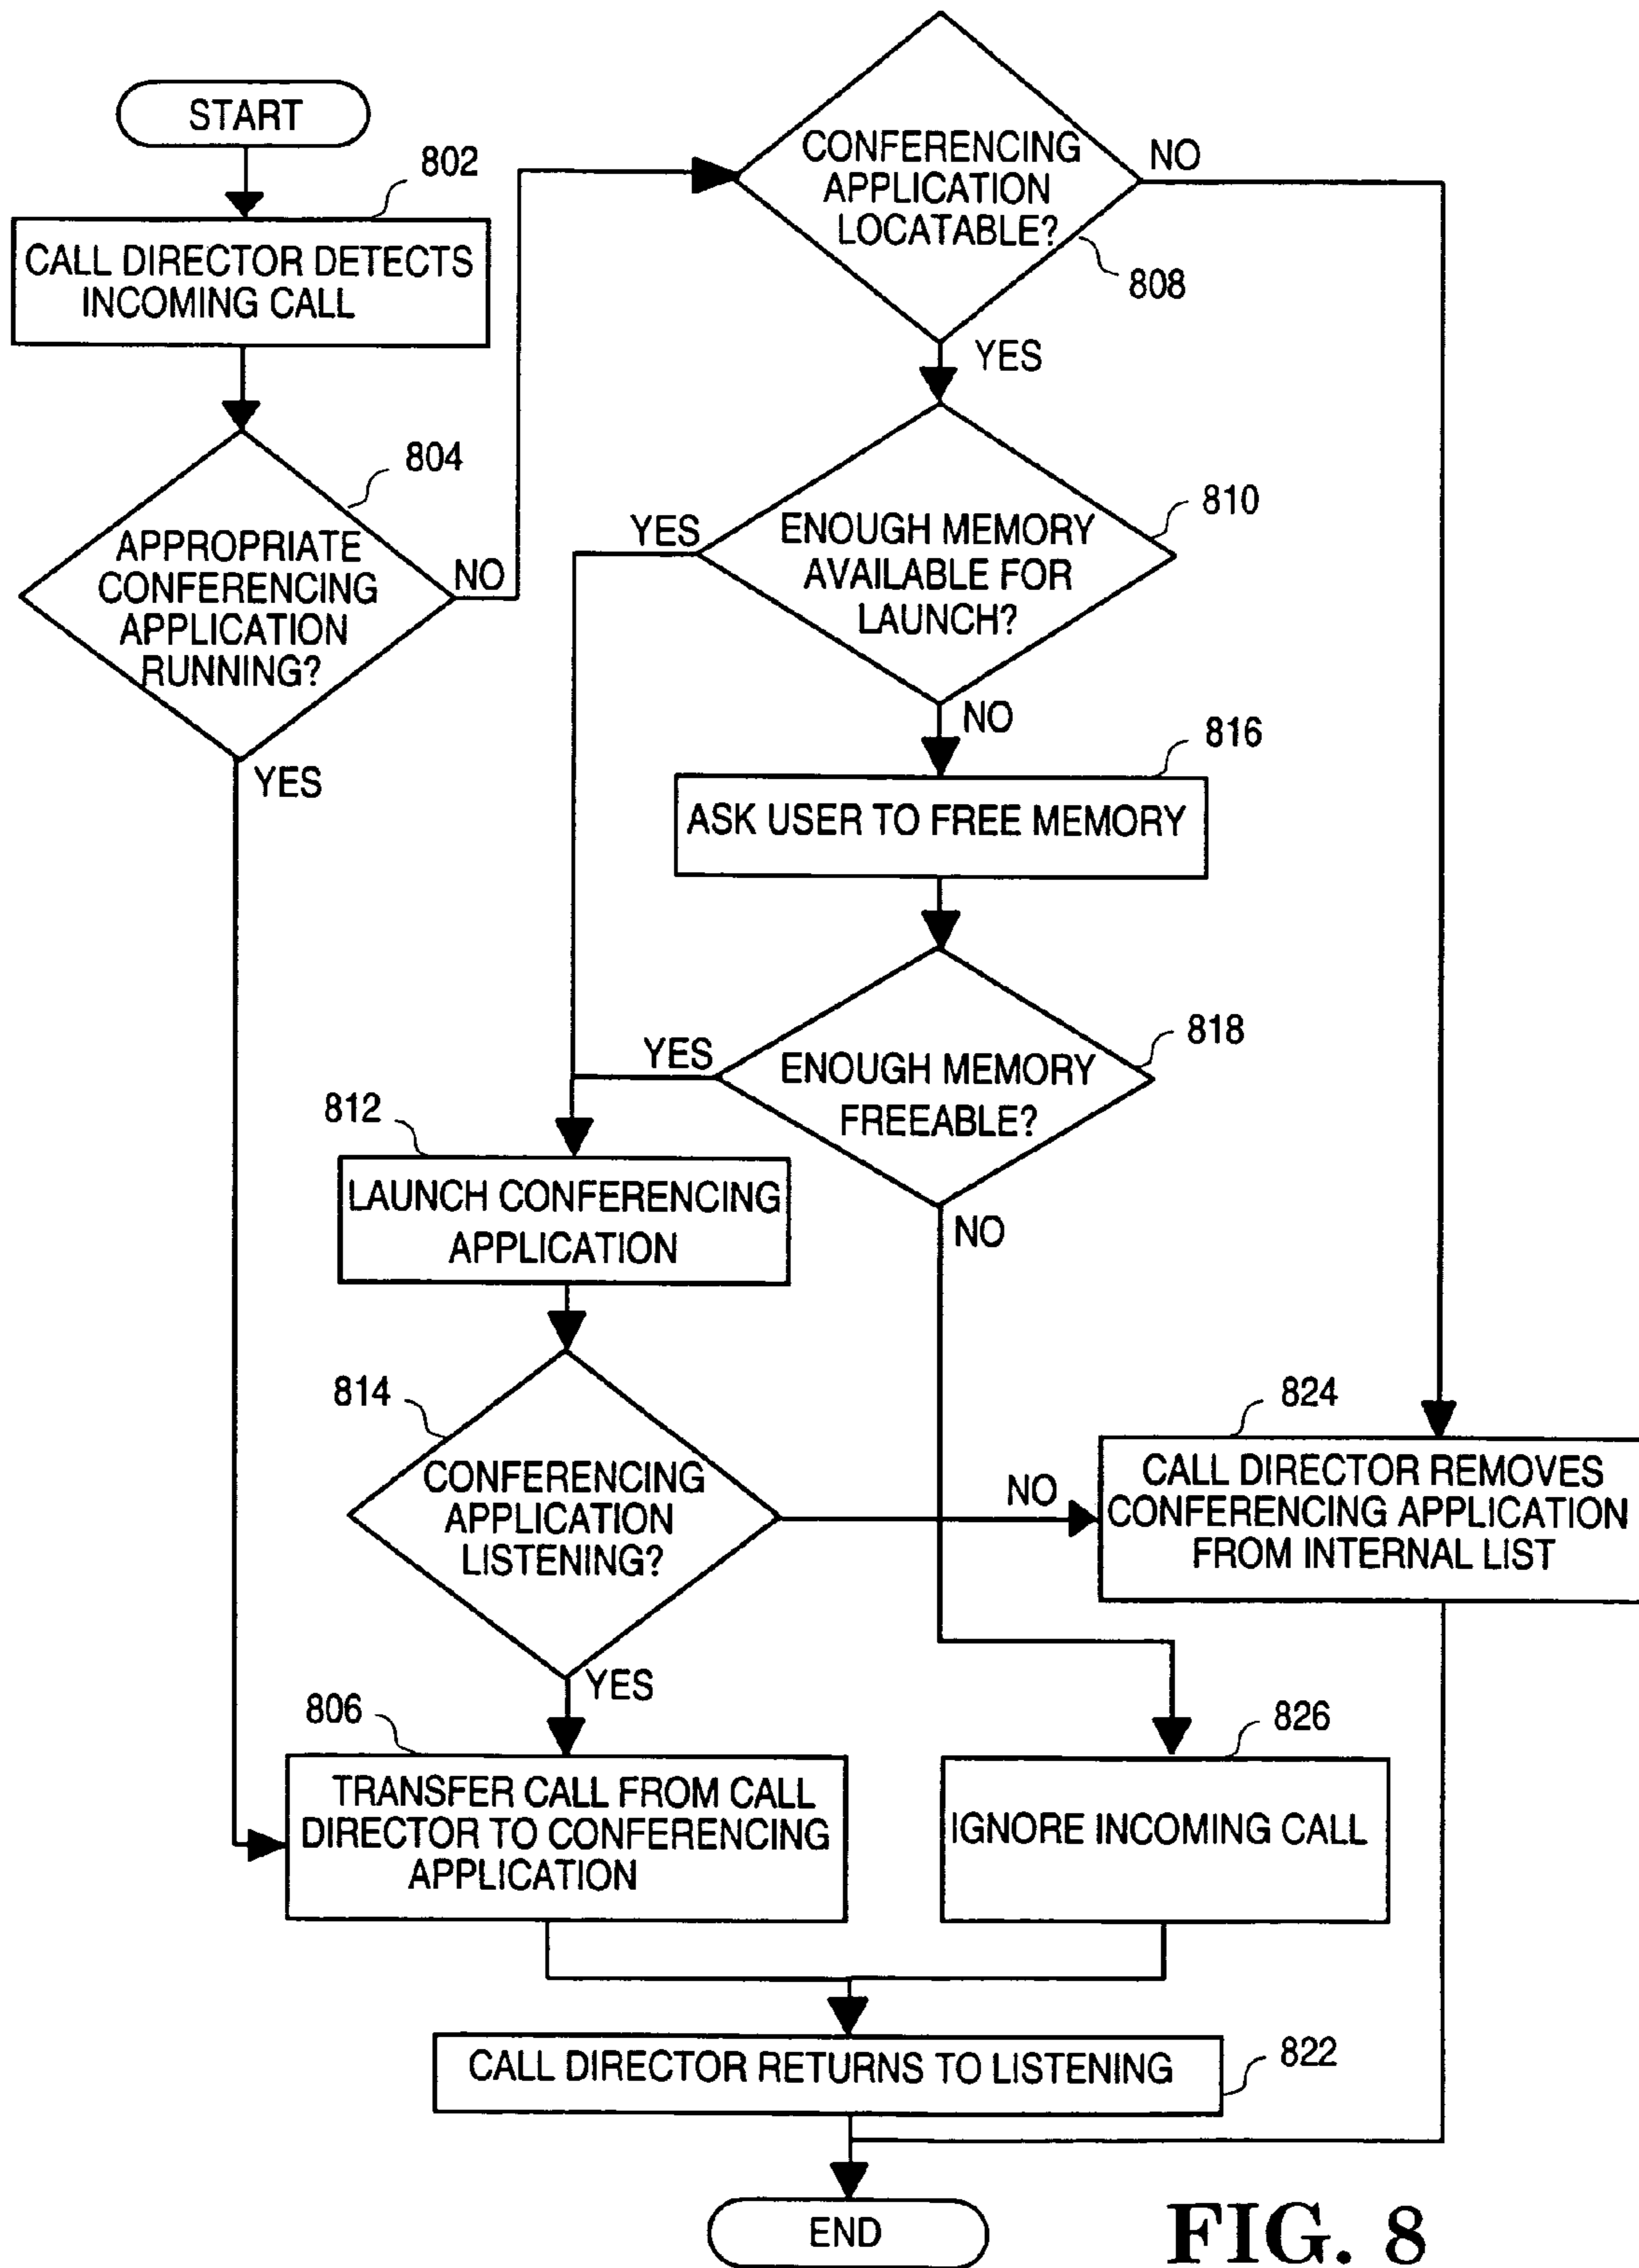 START
802
CALL DIRECTOR DETECTS
INCOMING CALL
804
APPROPRIATE
CONFERENCING
APPLICATION
RUNNING?
NO
YES
CONFERENCING
APPLICATION
LOCATABLE?
NO
808
YES
810
ENOUGH MEMORY
AVAILABLE FOR
LAUNCH?
YES
NO
816
ASK USER TO FREE MEMORY
818
ENOUGH MEMORY
FREEABLE?
YES
NO
812
LAUNCH CONFERENCING
APPLICATION
814
CONFERENCING
APPLICATION
LISTENING?
NO
YES
824
CALL DIRECTOR REMOVES
CONFERENCING APPLICATION
FROM INTERNAL LIST
806
TRANSFER CALL FROM CALL
DIRECTOR TO CONFERENCING
APPLICATION
826
IGNORE INCOMING CALL
CALL DIRECTOR RETURNS TO LISTENING
822
END
FIG. 8